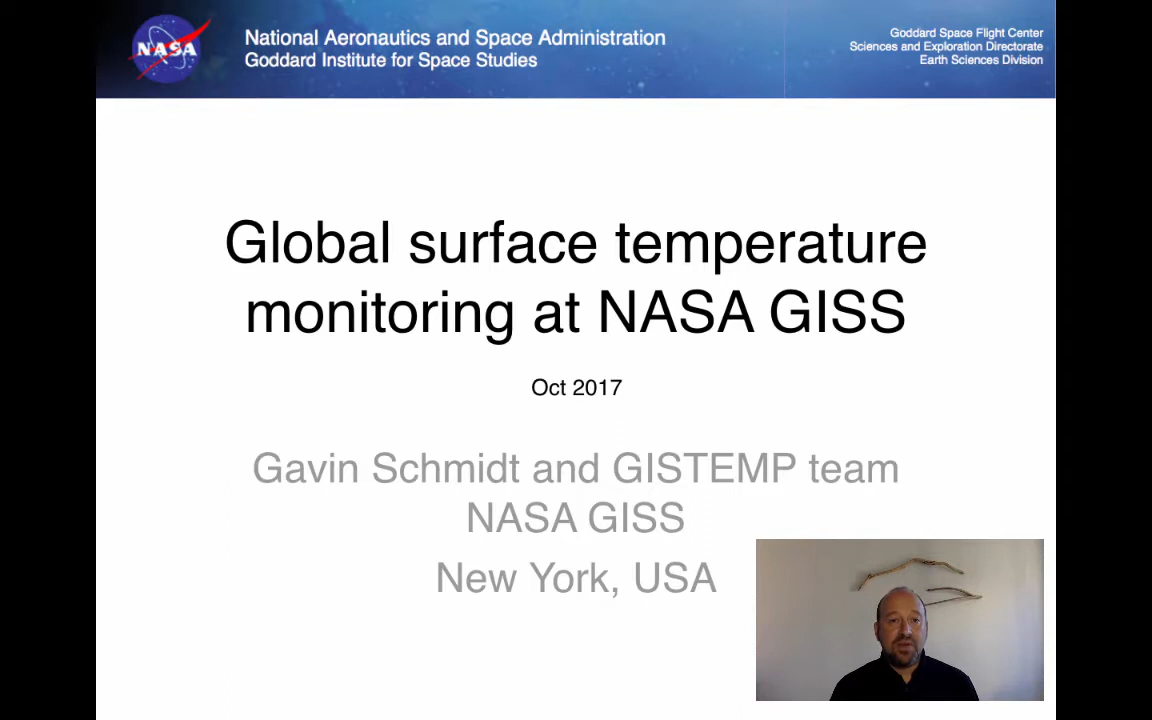 NASA
National Aeronautics and Space Administration
Goddard Institute for Space Studies
Goddard Space Flight Center
Sciences and Exploration Directorate
Earth Sciences Division
Global surface temperature
monitoring at NASA GISS
Oct 2017
Gavin Schmidt and GISTEMP team
NASA GISS
New York, USA